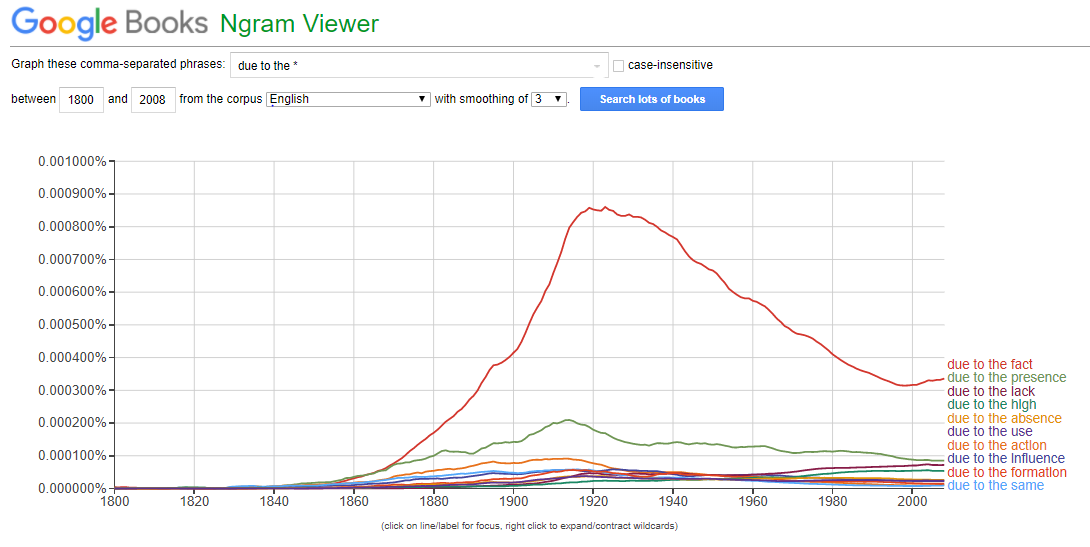 Google Books Ngram Viewer
Graph these comma-separated phrases: due to the * case-insensitive
between 1800 and 2008 from the corpus English with smoothing of 3 . Search lots of books
0.001000%
0.000900%
0.000800%
0.000700%
0.000600%
0.000500%
0.000400%
0.000300%
0.000200%
0.000100%
0.000000%
1800 1820 1840 1860 1880 1900 1920 1940 1960 1980 2000
due to the fact
due to the presence
due to the lack
due to the high
due to the absence
due to the use
due to the action
due to the influence
due to the formation
due to the same
(click on line/label for focus, right click to expand/contract wildcards)